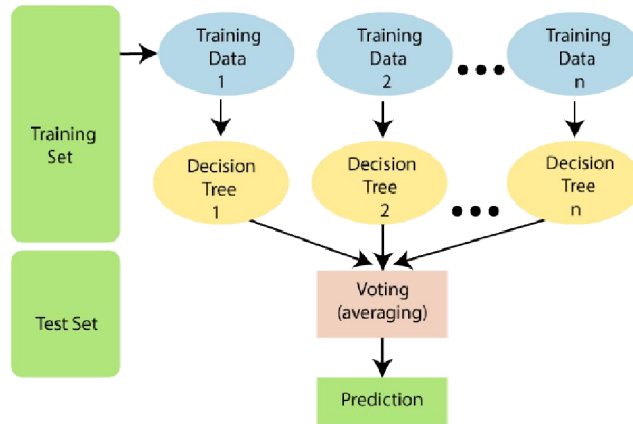 Training
Set
Training
Data
1
Training
Data
2
Training
Data
n
Decision
Tree
1
Decision
Tree
2
Decision
Tree
n
Test Set
Voting
(averaging)
Prediction